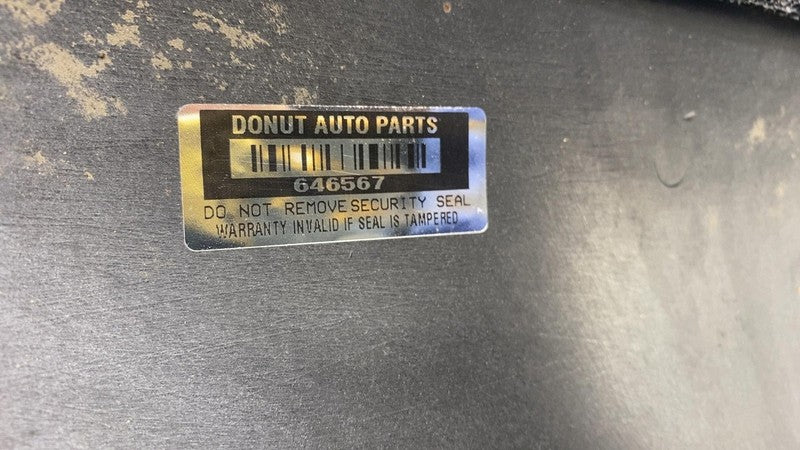 DONUT AUTO PARTS
646567
DO NOT REMOVE SECURITY SEAL
WARRANTY INVALID IF SEAL IS TAMPERED